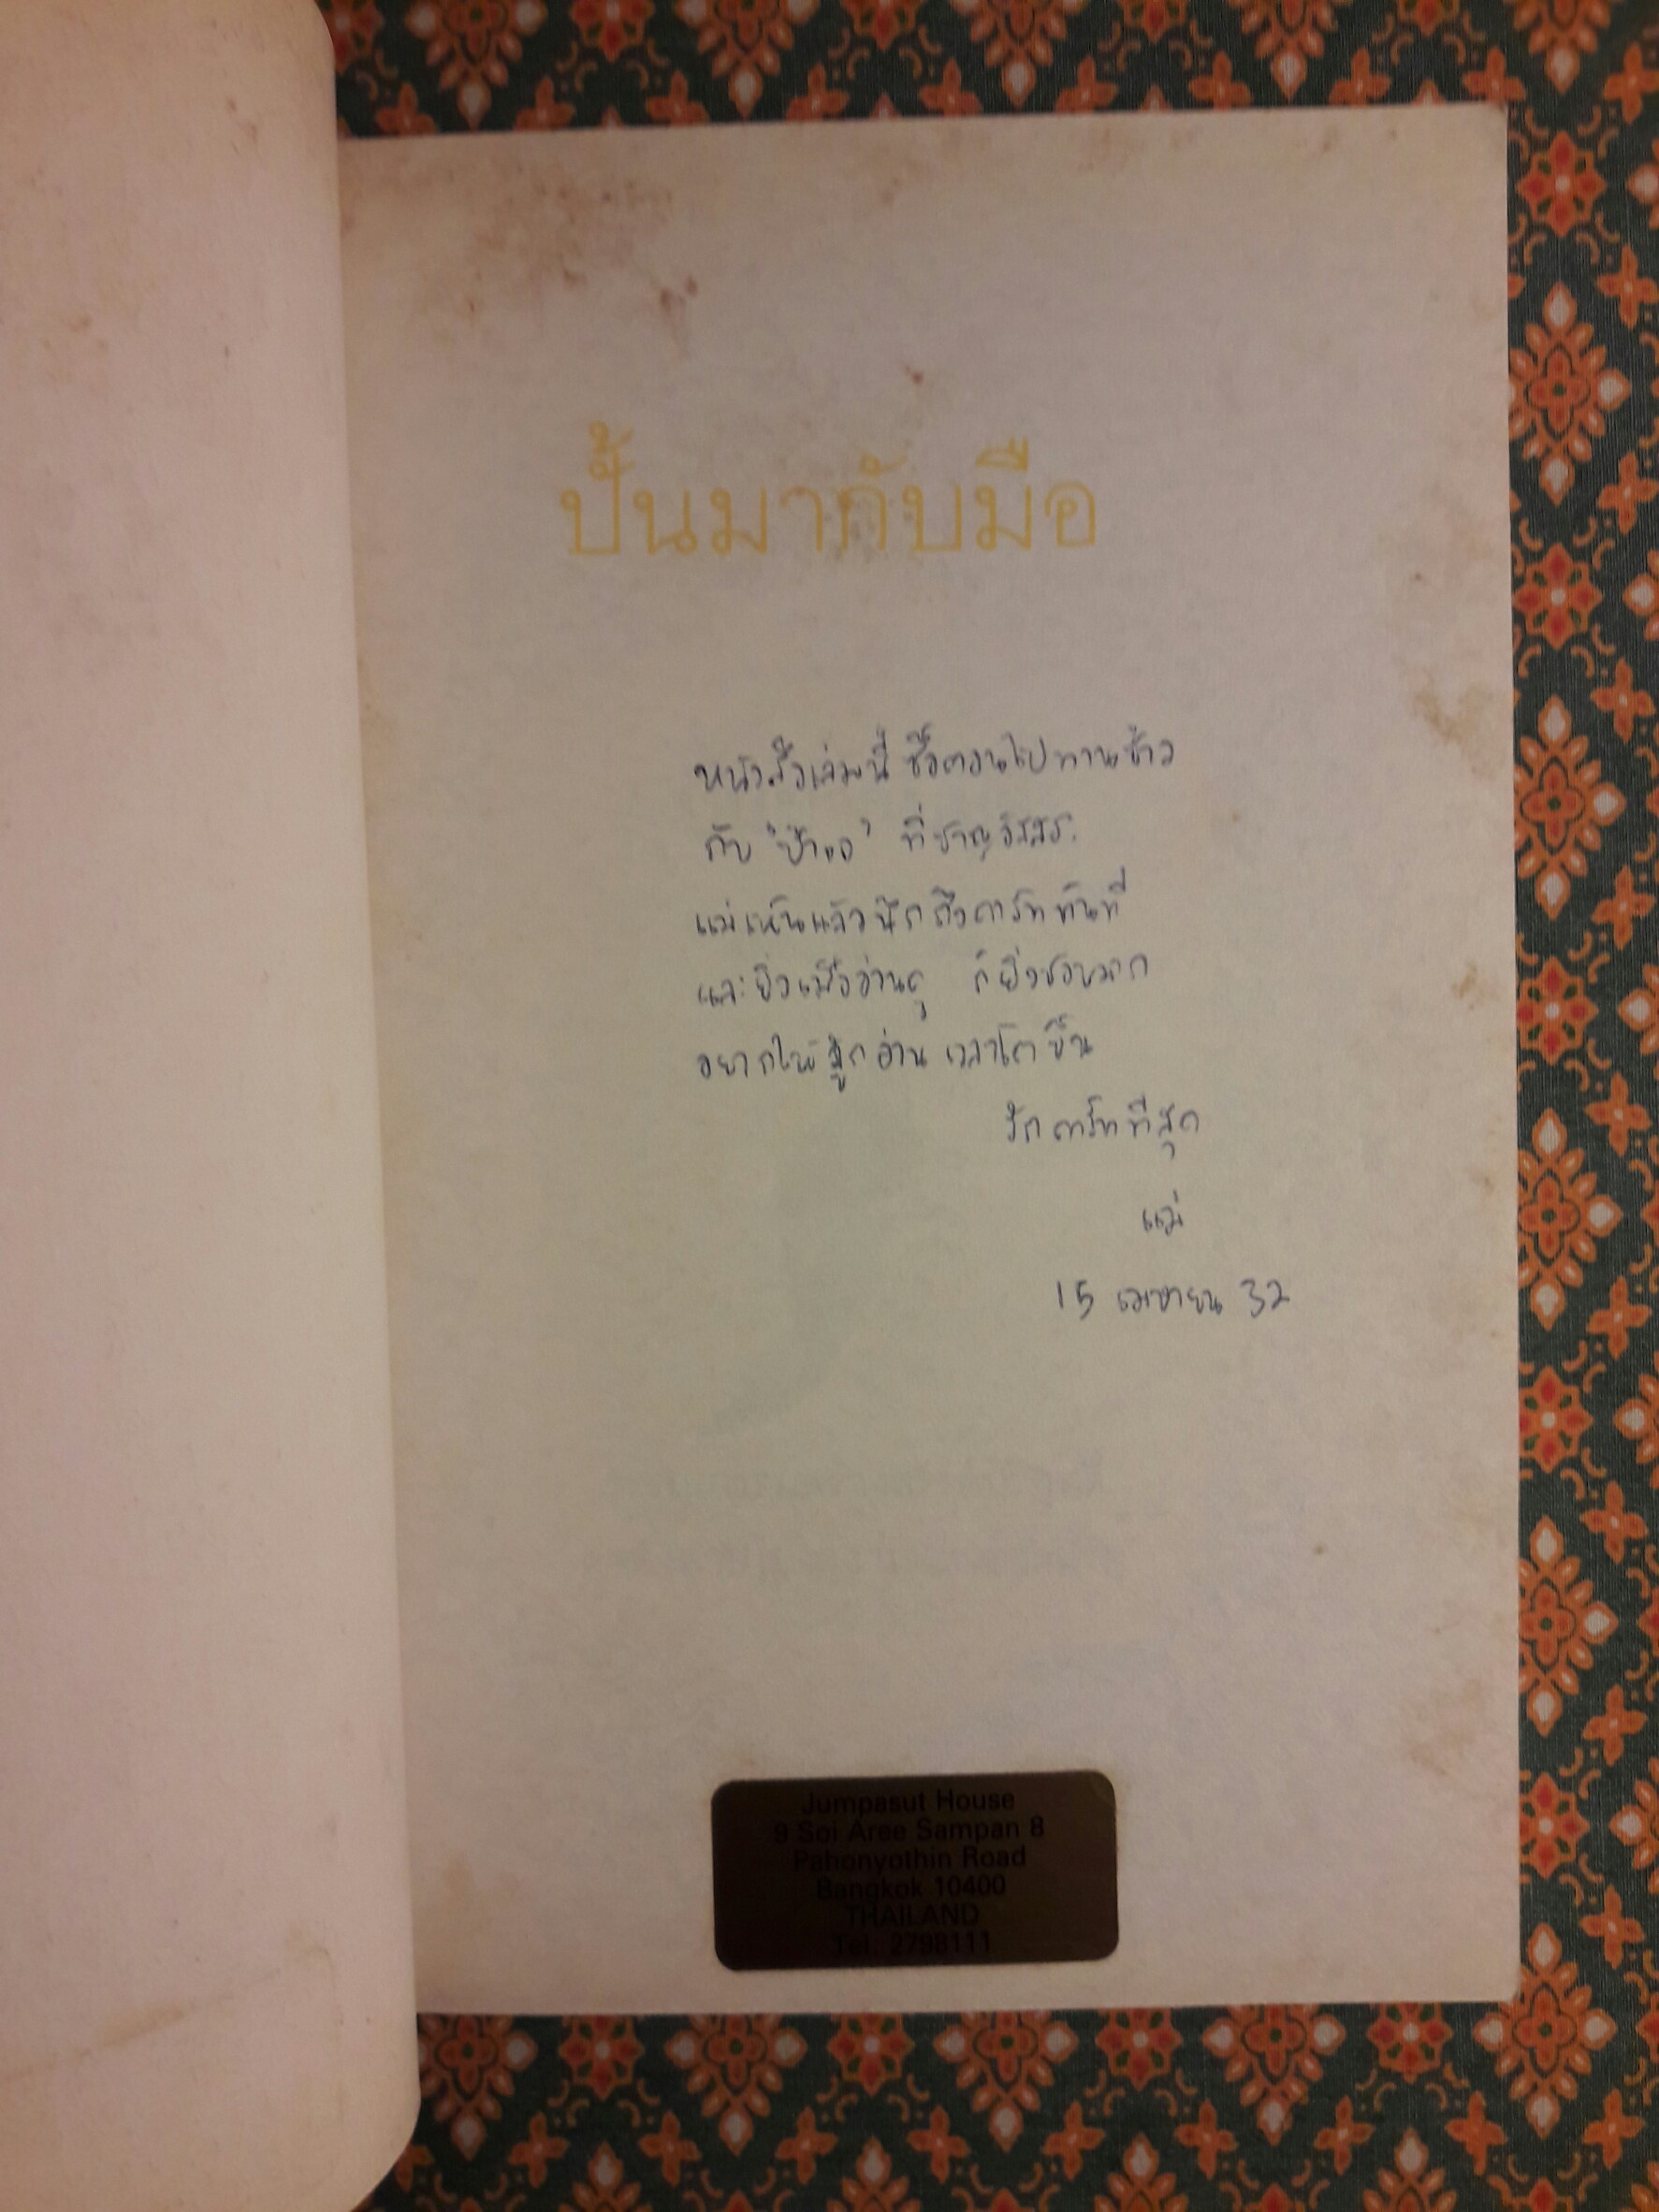 ปั้นมากับมือ
หนังสือเล่มนี้ ซื้อตอนไปทานข้าว
กับ "ป้าแอ" ที่ชาญอิสสระ
แม่เห็นแล้วนึกถึงการ์ททันที
และยิ่งเมื่ออ่านดู ก็ยิ่งชอบมาก
อยากให้ลูกอ่าน เวลาโตขึ้น
รักการ์ทที่สุด
แม่
15 เมษายน 32
Jumpasut House
9 Soi Aree Sampan 8
Pahonyothin Road
Bangkok 10400
THAILAND
Tel. 2798111